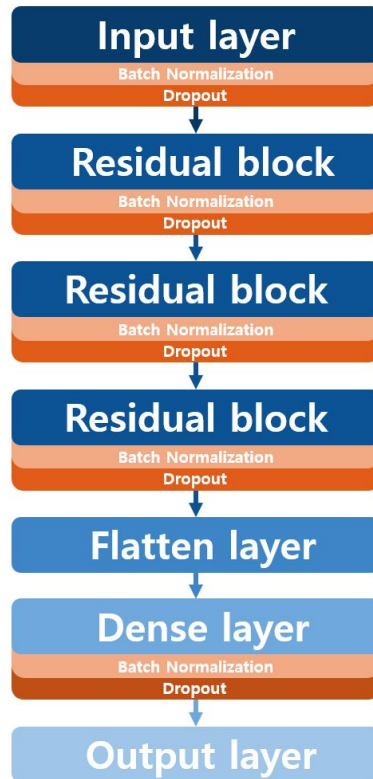 Input layer
Batch Normalization
Dropout
Residual block
Batch Normalization
Dropout
Residual block
Batch Normalization
Dropout
Residual block
Batch Normalization
Dropout
Flatten layer
Dense layer
Batch Normalization
Dropout
Output layer